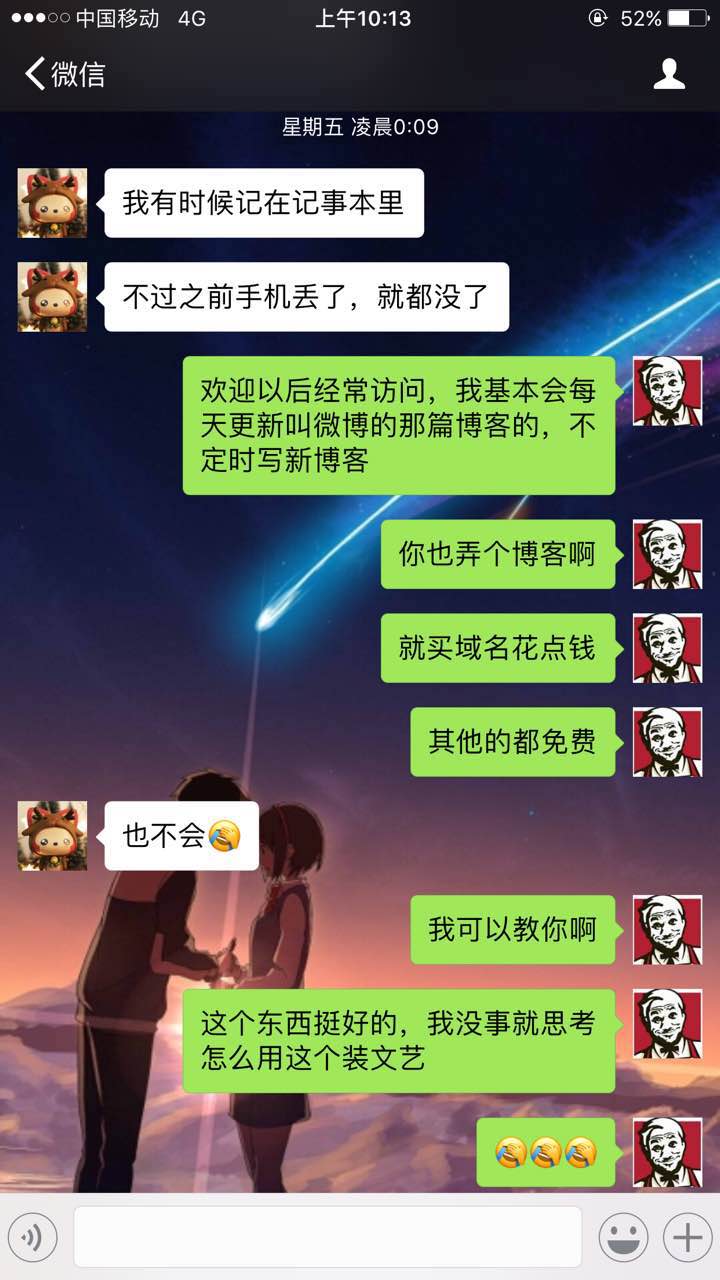 中国移动 4G 上午10:13 52%
微信
星期五 凌晨0:09
我有时候记在记事本里
不过之前手机丢了，就都没了
欢迎以后经常访问，我基本会每
天更新叫微博的那篇博客的，不
定时写新博客
你也弄个博客啊
就买域名花点钱
其他的都免费
也不会🤣
我可以教你啊
这个东西挺好的，我没事就思考
怎么用这个装文艺
🤣🤣🤣